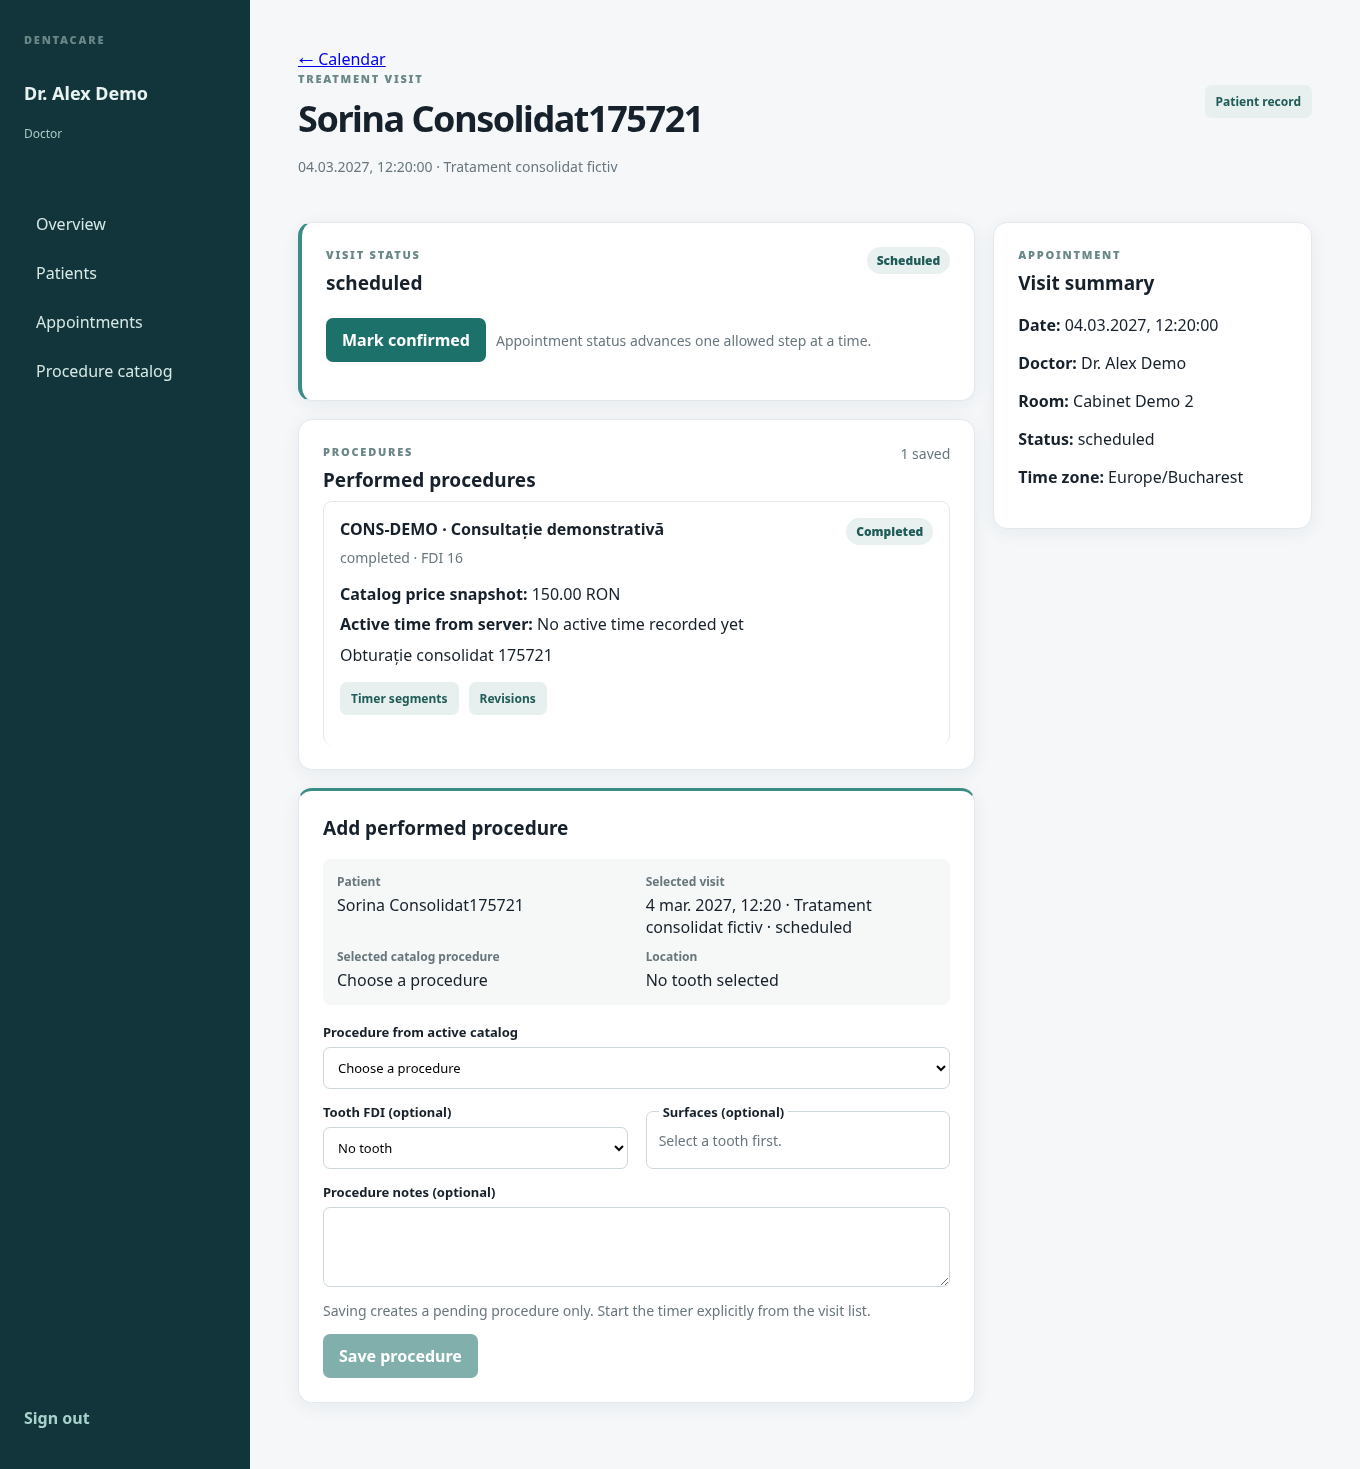 DENTACARE
Dr. Alex Demo
Doctor
Overview
Patients
Appointments
Procedure catalog
Sign out
← Calendar
TREATMENT VISIT
Sorina Consolidat175721
04.03.2027, 12:20:00 · Tratament consolidat fictiv
Patient record
VISIT STATUS
scheduled
Scheduled
Mark confirmed
Appointment status advances one allowed step at a time.
PROCEDURES
Performed procedures
1 saved
CONS-DEMO · Consultație demonstrativă
Completed
completed · FDI 16
Catalog price snapshot: 150.00 RON
Active time from server: No active time recorded yet
Obturație consolidat 175721
Timer segments
Revisions
Add performed procedure
Patient
Sorina Consolidat175721
Selected visit
4 mar. 2027, 12:20 · Tratament
consolidat fictiv · scheduled
Selected catalog procedure
Choose a procedure
Location
No tooth selected
Procedure from active catalog
Choose a procedure
Tooth FDI (optional)
No tooth
Surfaces (optional)
Select a tooth first.
Procedure notes (optional)
Saving creates a pending procedure only. Start the timer explicitly from the visit list.
Save procedure
APPOINTMENT
Visit summary
Date: 04.03.2027, 12:20:00
Doctor: Dr. Alex Demo
Room: Cabinet Demo 2
Status: scheduled
Time zone: Europe/Bucharest